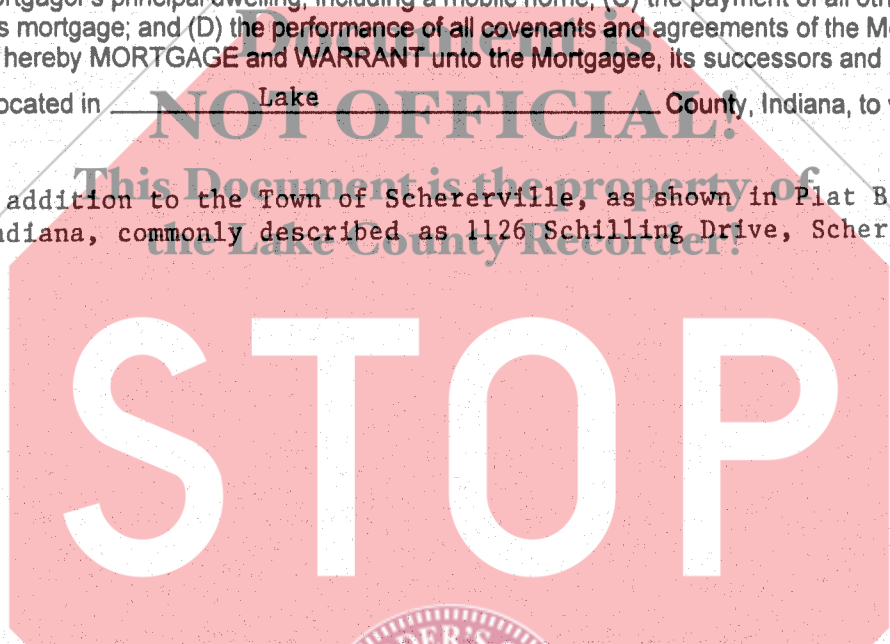 ortgagor's principal dwelling, including a mobile home; (C) the payment of all oth
s mortgage; and (D) the performance of all covenants and agreements of the Mo
Document is
hereby MORTGAGE and WARRANT unto the Mortgagee, its successors and
ocated in Lake County, Indiana, to
NOT OFFICIAL!
This Document is the property of
addition to the Town of Schererville, as shown in Plat B
ndiana, commonly described as 1126 Schilling Drive, Scher
the Lake County Recorder!
STOP
DER'S